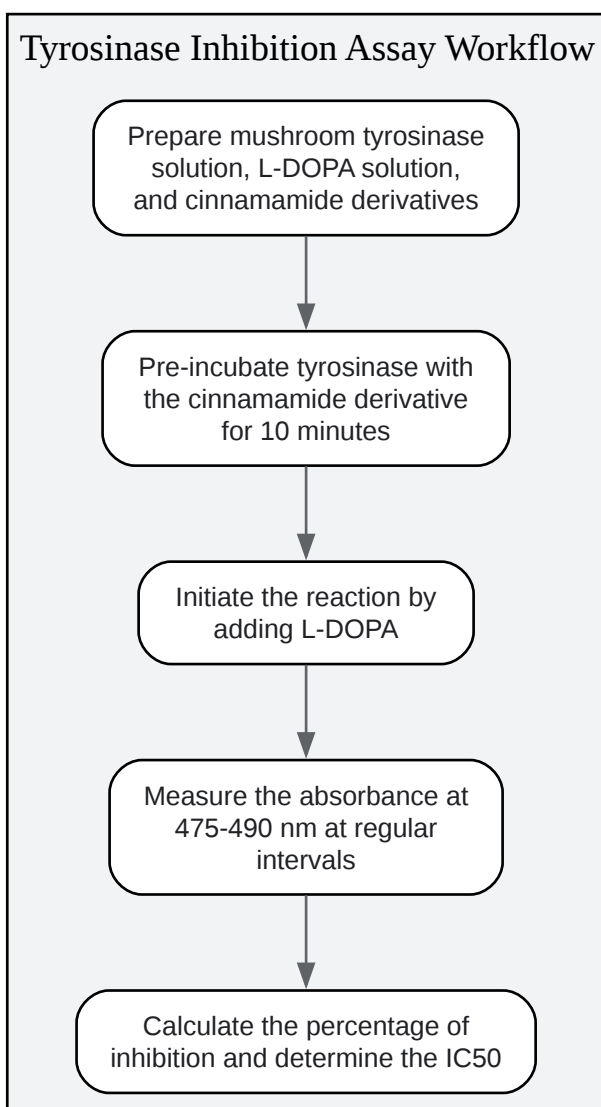 Tyrosinase Inhibition Assay Workflow
Prepare mushroom tyrosinase
solution, L-DOPA solution,
and cinnamamide derivatives
Pre-incubate tyrosinase with
the cinnamamide derivative
for 10 minutes
Initiate the reaction by
adding L-DOPA
Measure the absorbance at
475-490 nm at regular
intervals
Calculate the percentage of
inhibition and determine the IC50